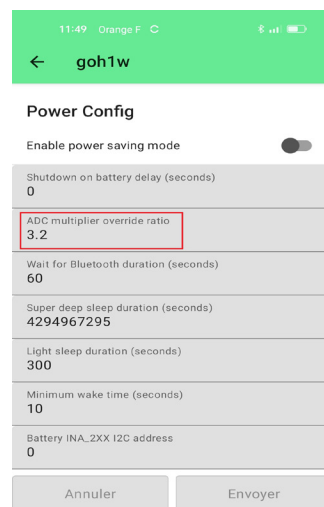 11:49 Orange F
goh1w
Power Config
Enable power saving mode
Shutdown on battery delay (seconds)
0
ADC multiplier override ratio
3.2
Wait for Bluetooth duration (seconds)
60
Super deep sleep duration (seconds)
4294967295
Light sleep duration (seconds)
300
Minimum wake time (seconds)
10
Battery INA_2XX I2C address
0
Annuler Envoyer